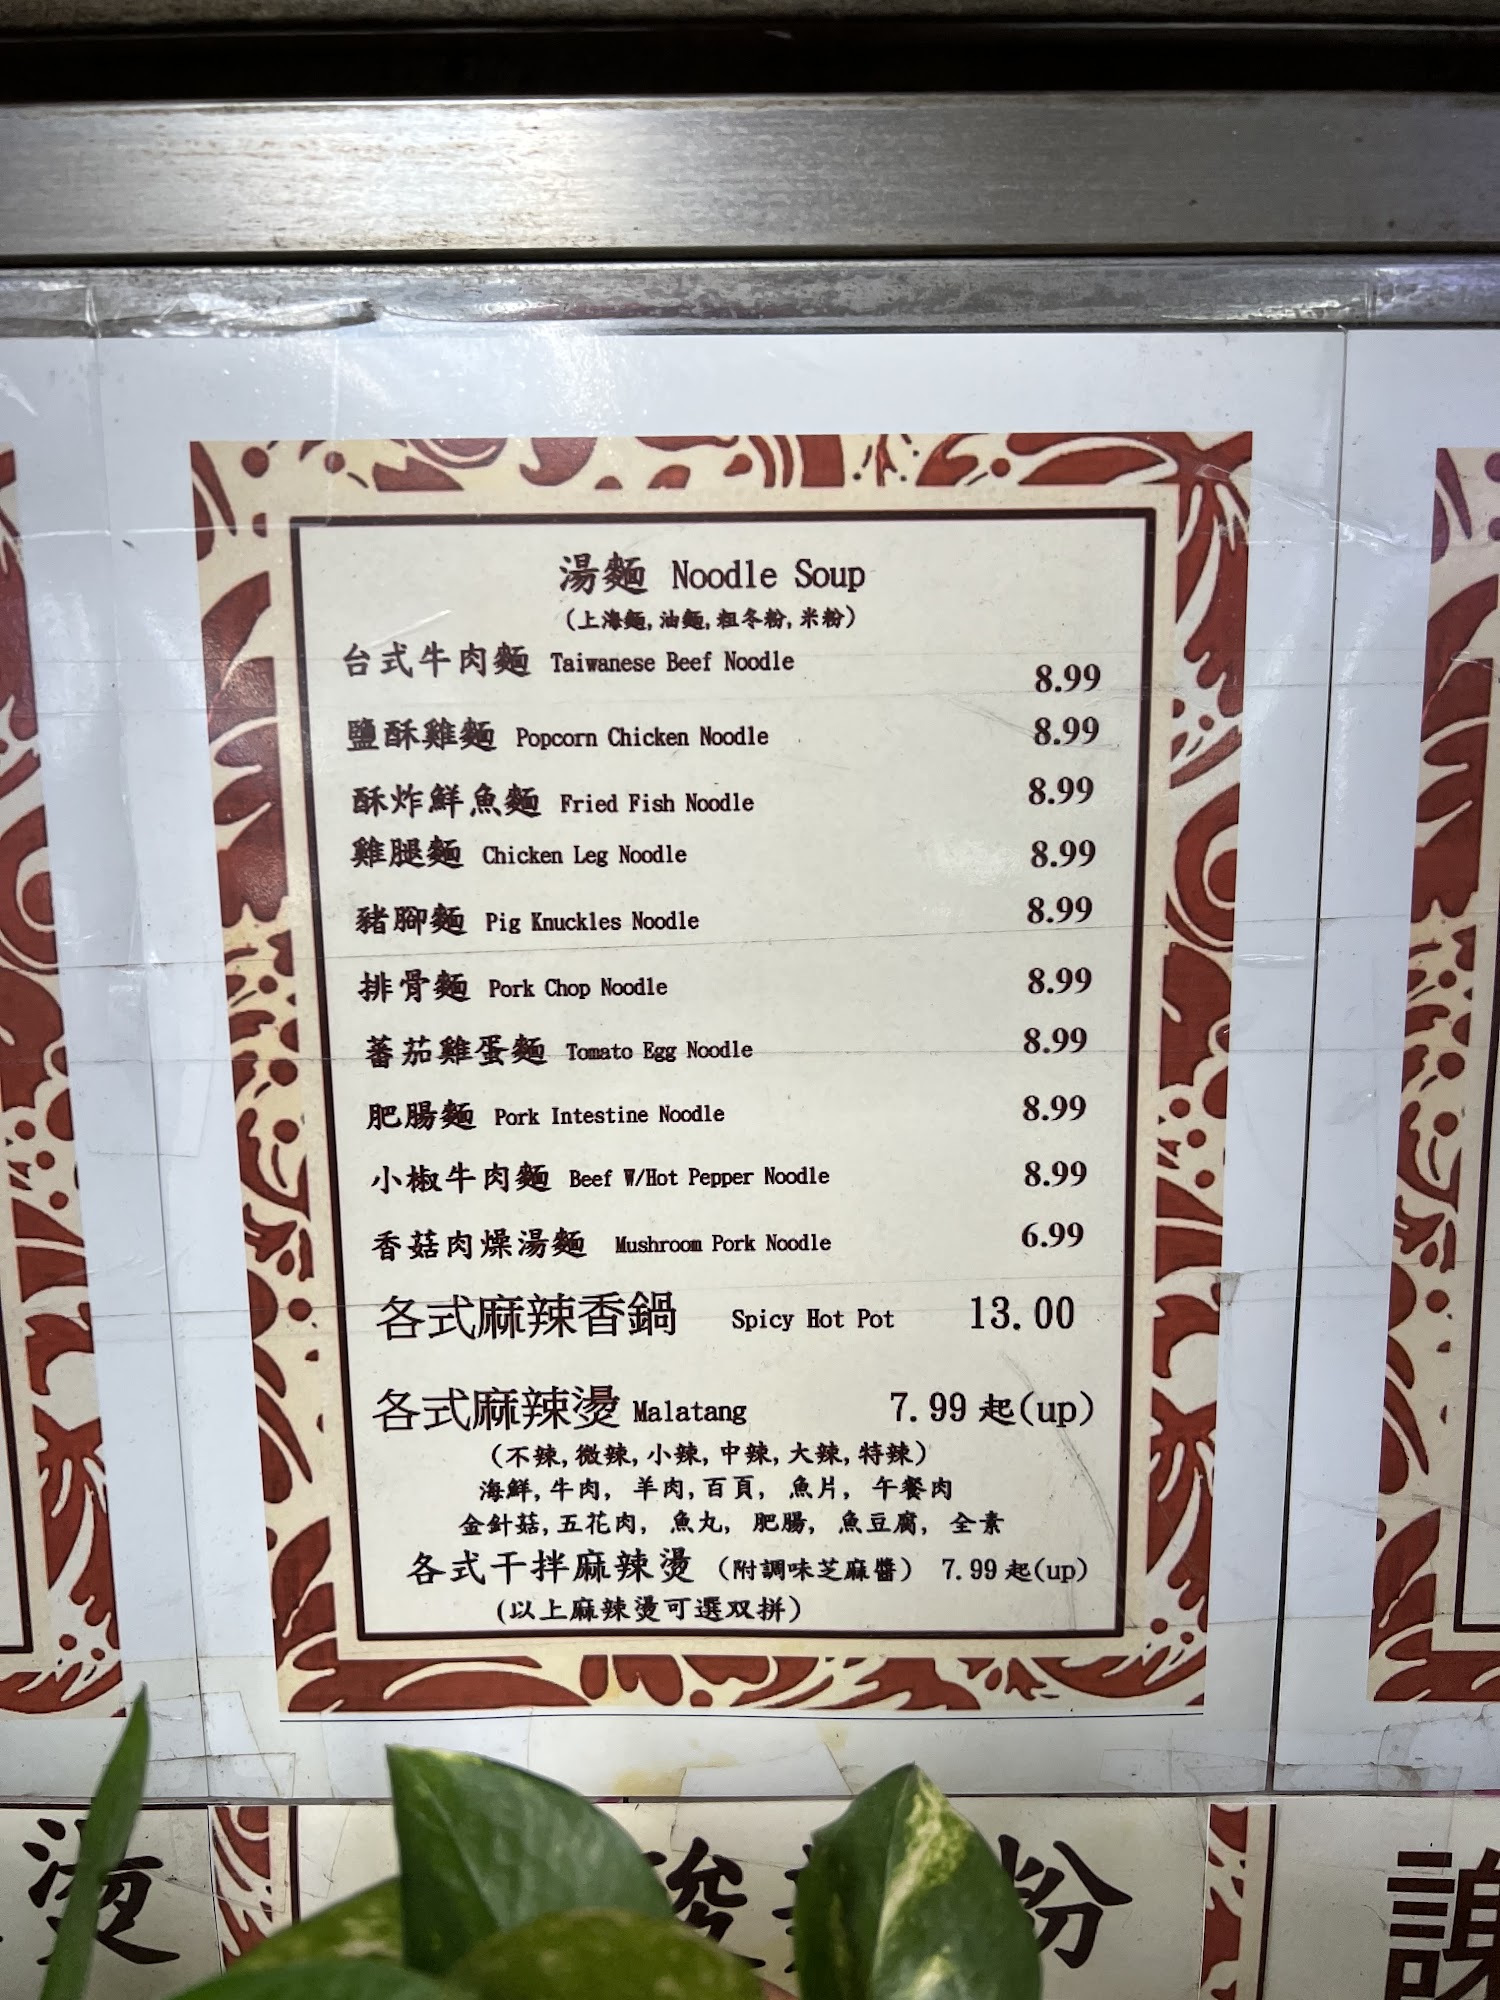 湯麵 Noodle Soup
(上海麵,油麵,粗冬粉,米粉)
台式牛肉麵 Taiwanese Beef Noodle 8.99
鹽酥雞麵 Popcorn Chicken Noodle 8.99
酥炸鮮魚麵 Fried Fish Noodle 8.99
雞腿麵 Chicken Leg Noodle 8.99
豬腳麵 Pig Knuckles Noodle 8.99
排骨麵 Pork Chop Noodle 8.99
蕃茄雞蛋麵 Tomato Egg Noodle 8.99
肥腸麵 Pork Intestine Noodle 8.99
小椒牛肉麵 Beef W/Hot Pepper Noodle 8.99
香菇肉燥湯麵 Mushroom Pork Noodle 6.99
各式麻辣香鍋 Spicy Hot Pot 13.00
各式麻辣燙 Malatang 7.99 起(up)
(不辣,微辣,小辣,中辣,大辣,特辣)
海鮮,牛肉, 羊肉,百頁, 魚片, 午餐肉
金針菇,五花肉, 魚丸, 肥腸, 魚豆腐, 全素
各式干拌麻辣燙 (附調味芝麻醬) 7.99 起(up)
(以上麻辣燙可選双拼)
燙 酸 粉